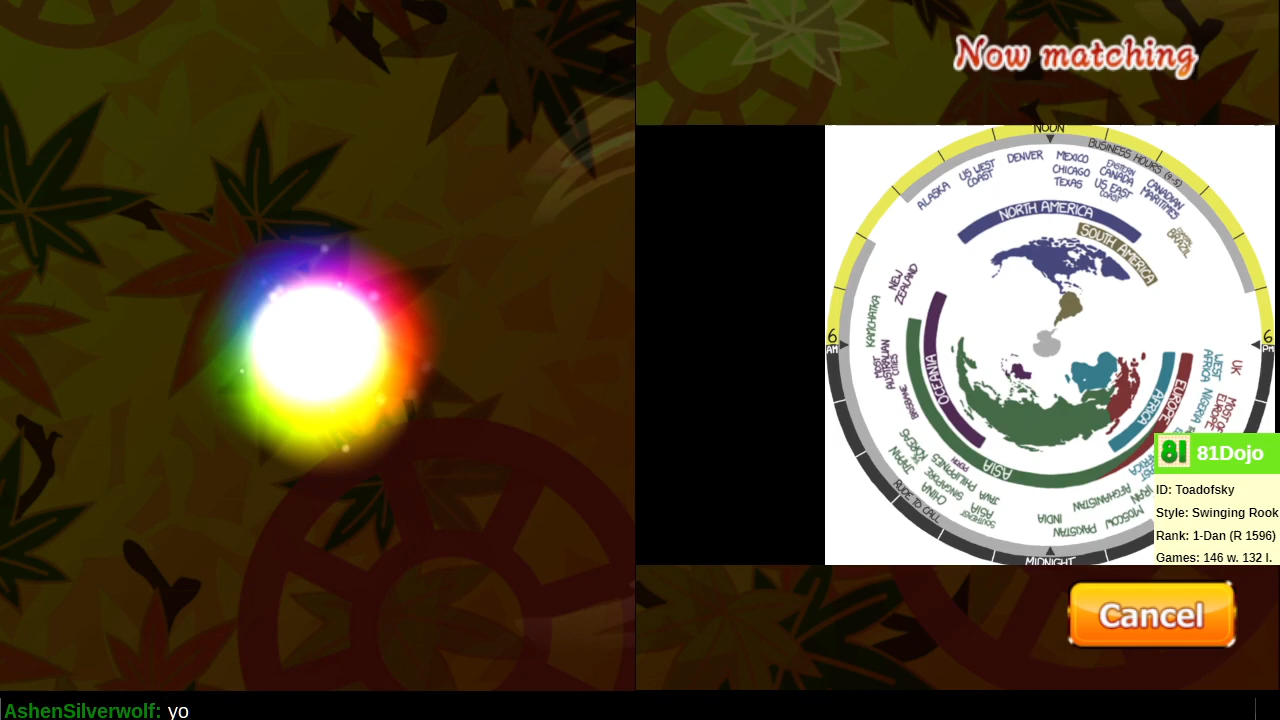 Now matching
NOON
BUSINESS HOURS (9-5)
ALASKA
US WEST
COAST
DENVER
MEXICO
CHICAGO
TEXAS
EASTERN
CANADA
US EAST
COAST
CANADIAN
MARITIMES
BRAZIL
NORTH AMERICA
SOUTH AMERICA
NEW
ZEALAND
KAMCHATKA
6
AM
6
PM
MOST
AUSTRALIAN
CITIES
BRISBANE
OCEANIA
ASIA
AFRICA
EUROPE
UK
WEST
AFRICA
NIGERIA
MOST OF
EUROPE
JAPAN
KOREAS
CHINA
PHILIPPINES
SINGAPORE
PERTH
JAVA
SOUTHEAST
ASIA
INDIA
PAKISTAN
AFGHANISTAN
MOSCOW
IRAN
RUDE TO CALL
MIDNIGHT
81 81Dojo
ID: Toadofsky
Style: Swinging Rook
Rank: 1-Dan (R 1596)
Games: 146 w. 132 l.
Cancel
AshenSilverwolf: yo